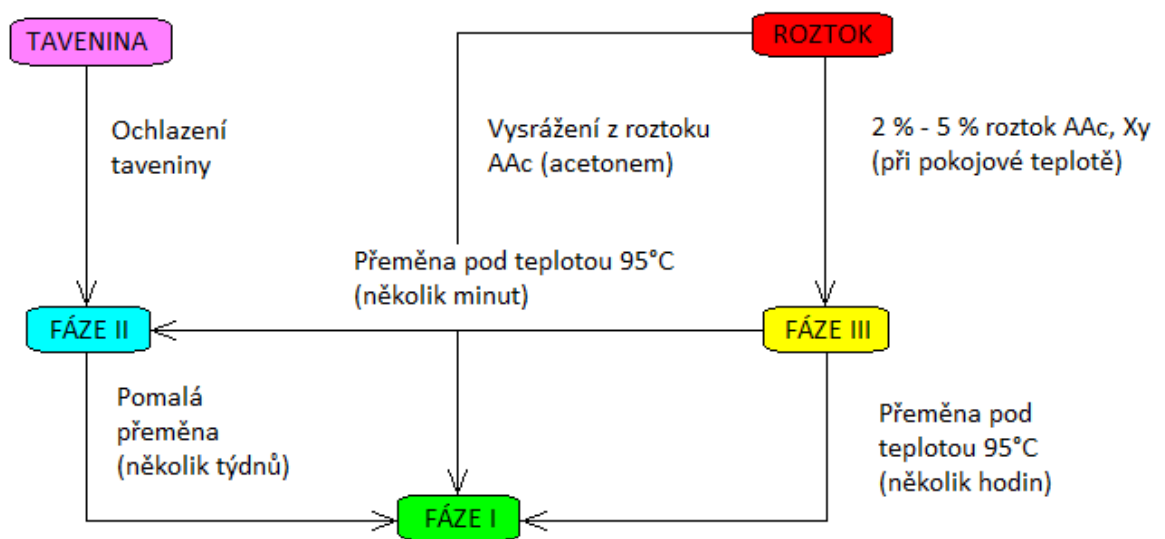 TAVENINA
ROZTOK
Ochlazení
taveniny
Vysrážení z roztoku
AAc (acetonem)
2 % - 5 % roztok AAc, Xy
(při pokojové teplotě)
Přeměna pod teplotou 95°C
(několik minut)
FÁZE II
FÁZE III
Pomalá
přeměna
(několik týdnů)
Přeměna pod
teplotou 95°C
(několik hodin)
FÁZE I